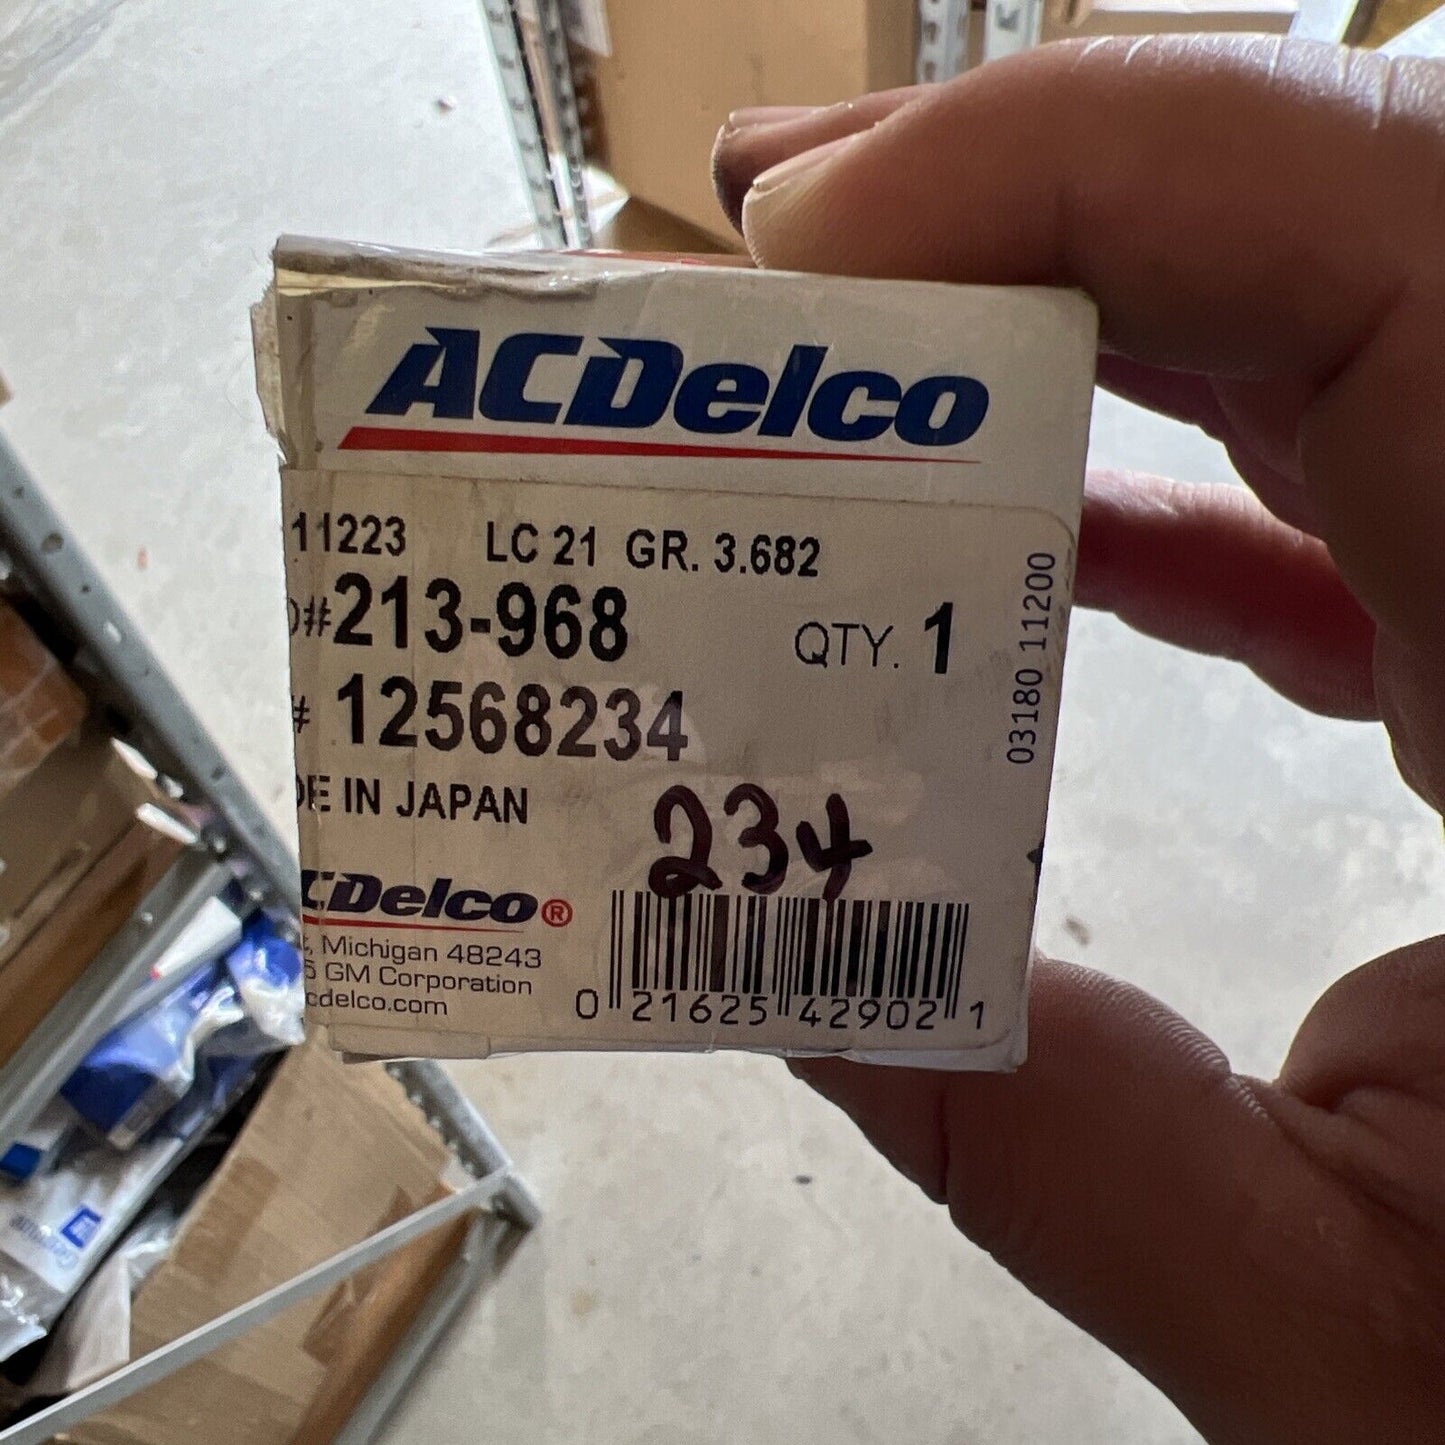 ACDelco
11223 LC 21 GR. 3.682
#213-968 QTY. 1
# 12568234
03180 11200
DE IN JAPAN
234
CDelco®
t, Michigan 48243
5 GM Corporation
cdelco.com
0 21625 42902 1